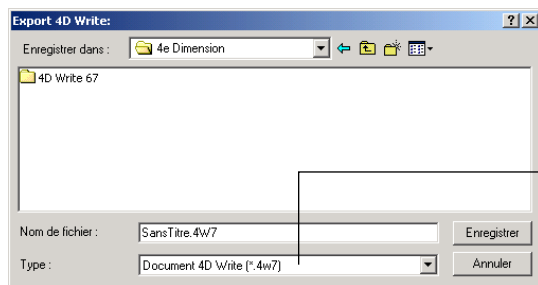 Export 4D Write:
Enregistrer dans : 4e Dimension
4D Write 67
Nom de fichier : SansTitre.4W7 Enregistrer
Type : Document 4D Write (*.4w7) Annuler